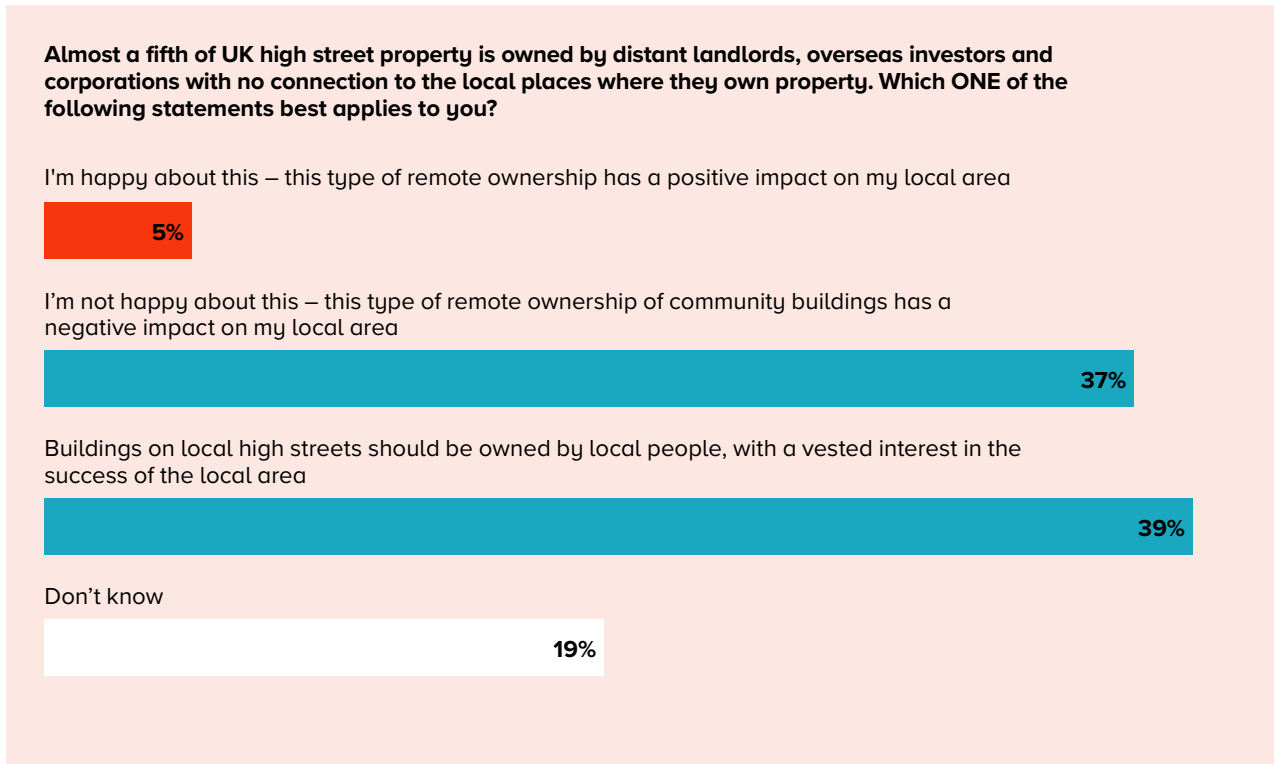 Almost a fifth of UK high street property is owned by distant landlords, overseas investors and
corporations with no connection to the local places where they own property. Which ONE of the
following statements best applies to you?
I'm happy about this – this type of remote ownership has a positive impact on my local area
5%
I’m not happy about this – this type of remote ownership of community buildings has a
negative impact on my local area
37%
Buildings on local high streets should be owned by local people, with a vested interest in the
success of the local area
39%
Don’t know
19%